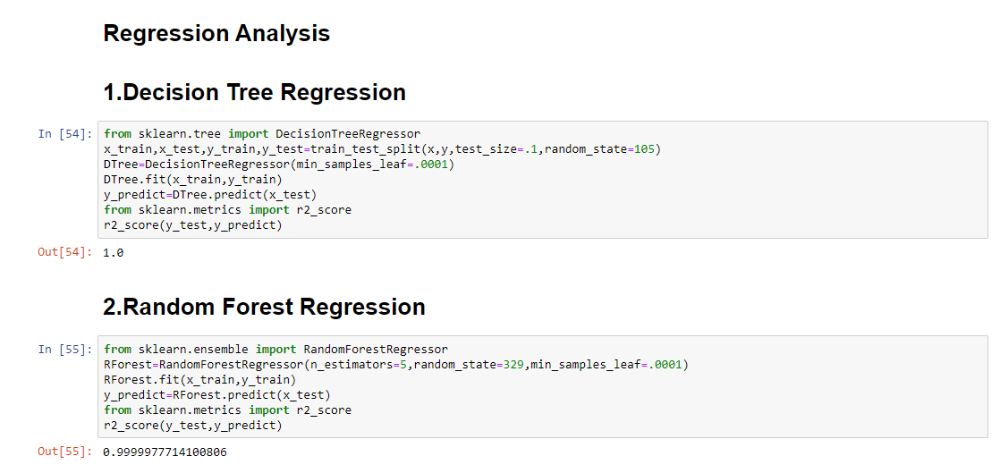 Regression Analysis
1.Decision Tree Regression
In [54]: from sklearn.tree import DecisionTreeRegressor
x_train,x_test,y_train,y_test=train_test_split(x,y,test_size=.1,random_state=105)
DTree=DecisionTreeRegressor(min_samples_leaf=.0001)
DTree.fit(x_train,y_train)
y_predict=DTree.predict(x_test)
from sklearn.metrics import r2_score
r2_score(y_test,y_predict)
Out[54]: 1.0
2.Random Forest Regression
In [55]: from sklearn.ensemble import RandomForestRegressor
RForest=RandomForestRegressor(n_estimators=5,random_state=329,min_samples_leaf=.0001)
RForest.fit(x_train,y_train)
y_predict=RForest.predict(x_test)
from sklearn.metrics import r2_score
r2_score(y_test,y_predict)
Out[55]: 0.9999977714100806